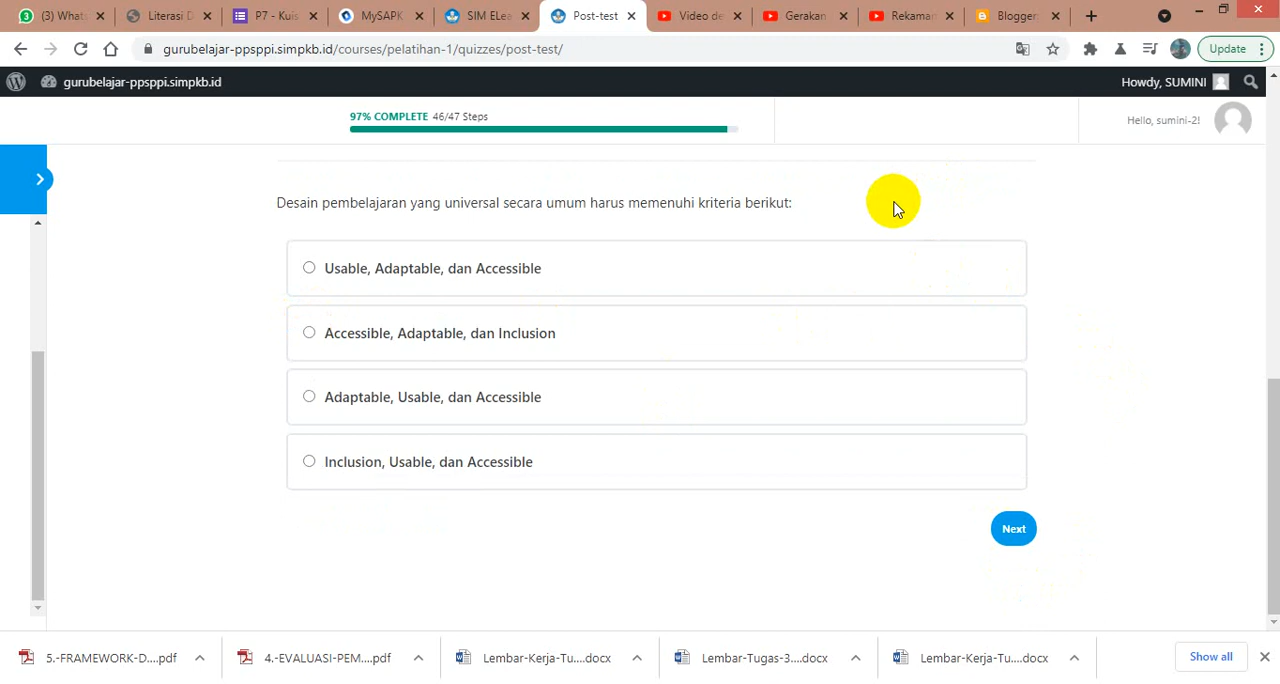 (3) Whats
Literasi D
P7 - Kuis
MySAPK
SIM ELea
Post-test
Video de
Gerakan
Rekaman
Blogger:
gurubelajar-ppsppi.simpkb.id/courses/pelatihan-1/quizzes/post-test/
Update
gurubelajar-ppsppi.simpkb.id
Howdy, SUMINI
97% COMPLETE 46/47 Steps
Hello, sumini-2!
Desain pembelajaran yang universal secara umum harus memenuhi kriteria berikut:
Usable, Adaptable, dan Accessible
Accessible, Adaptable, dan Inclusion
Adaptable, Usable, dan Accessible
Inclusion, Usable, dan Accessible
Next
5.-FRAMEWORK-D....pdf
4.-EVALUASI-PEM....pdf
Lembar-Kerja-Tu....docx
Lembar-Tugas-3....docx
Lembar-Kerja-Tu....docx
Show all